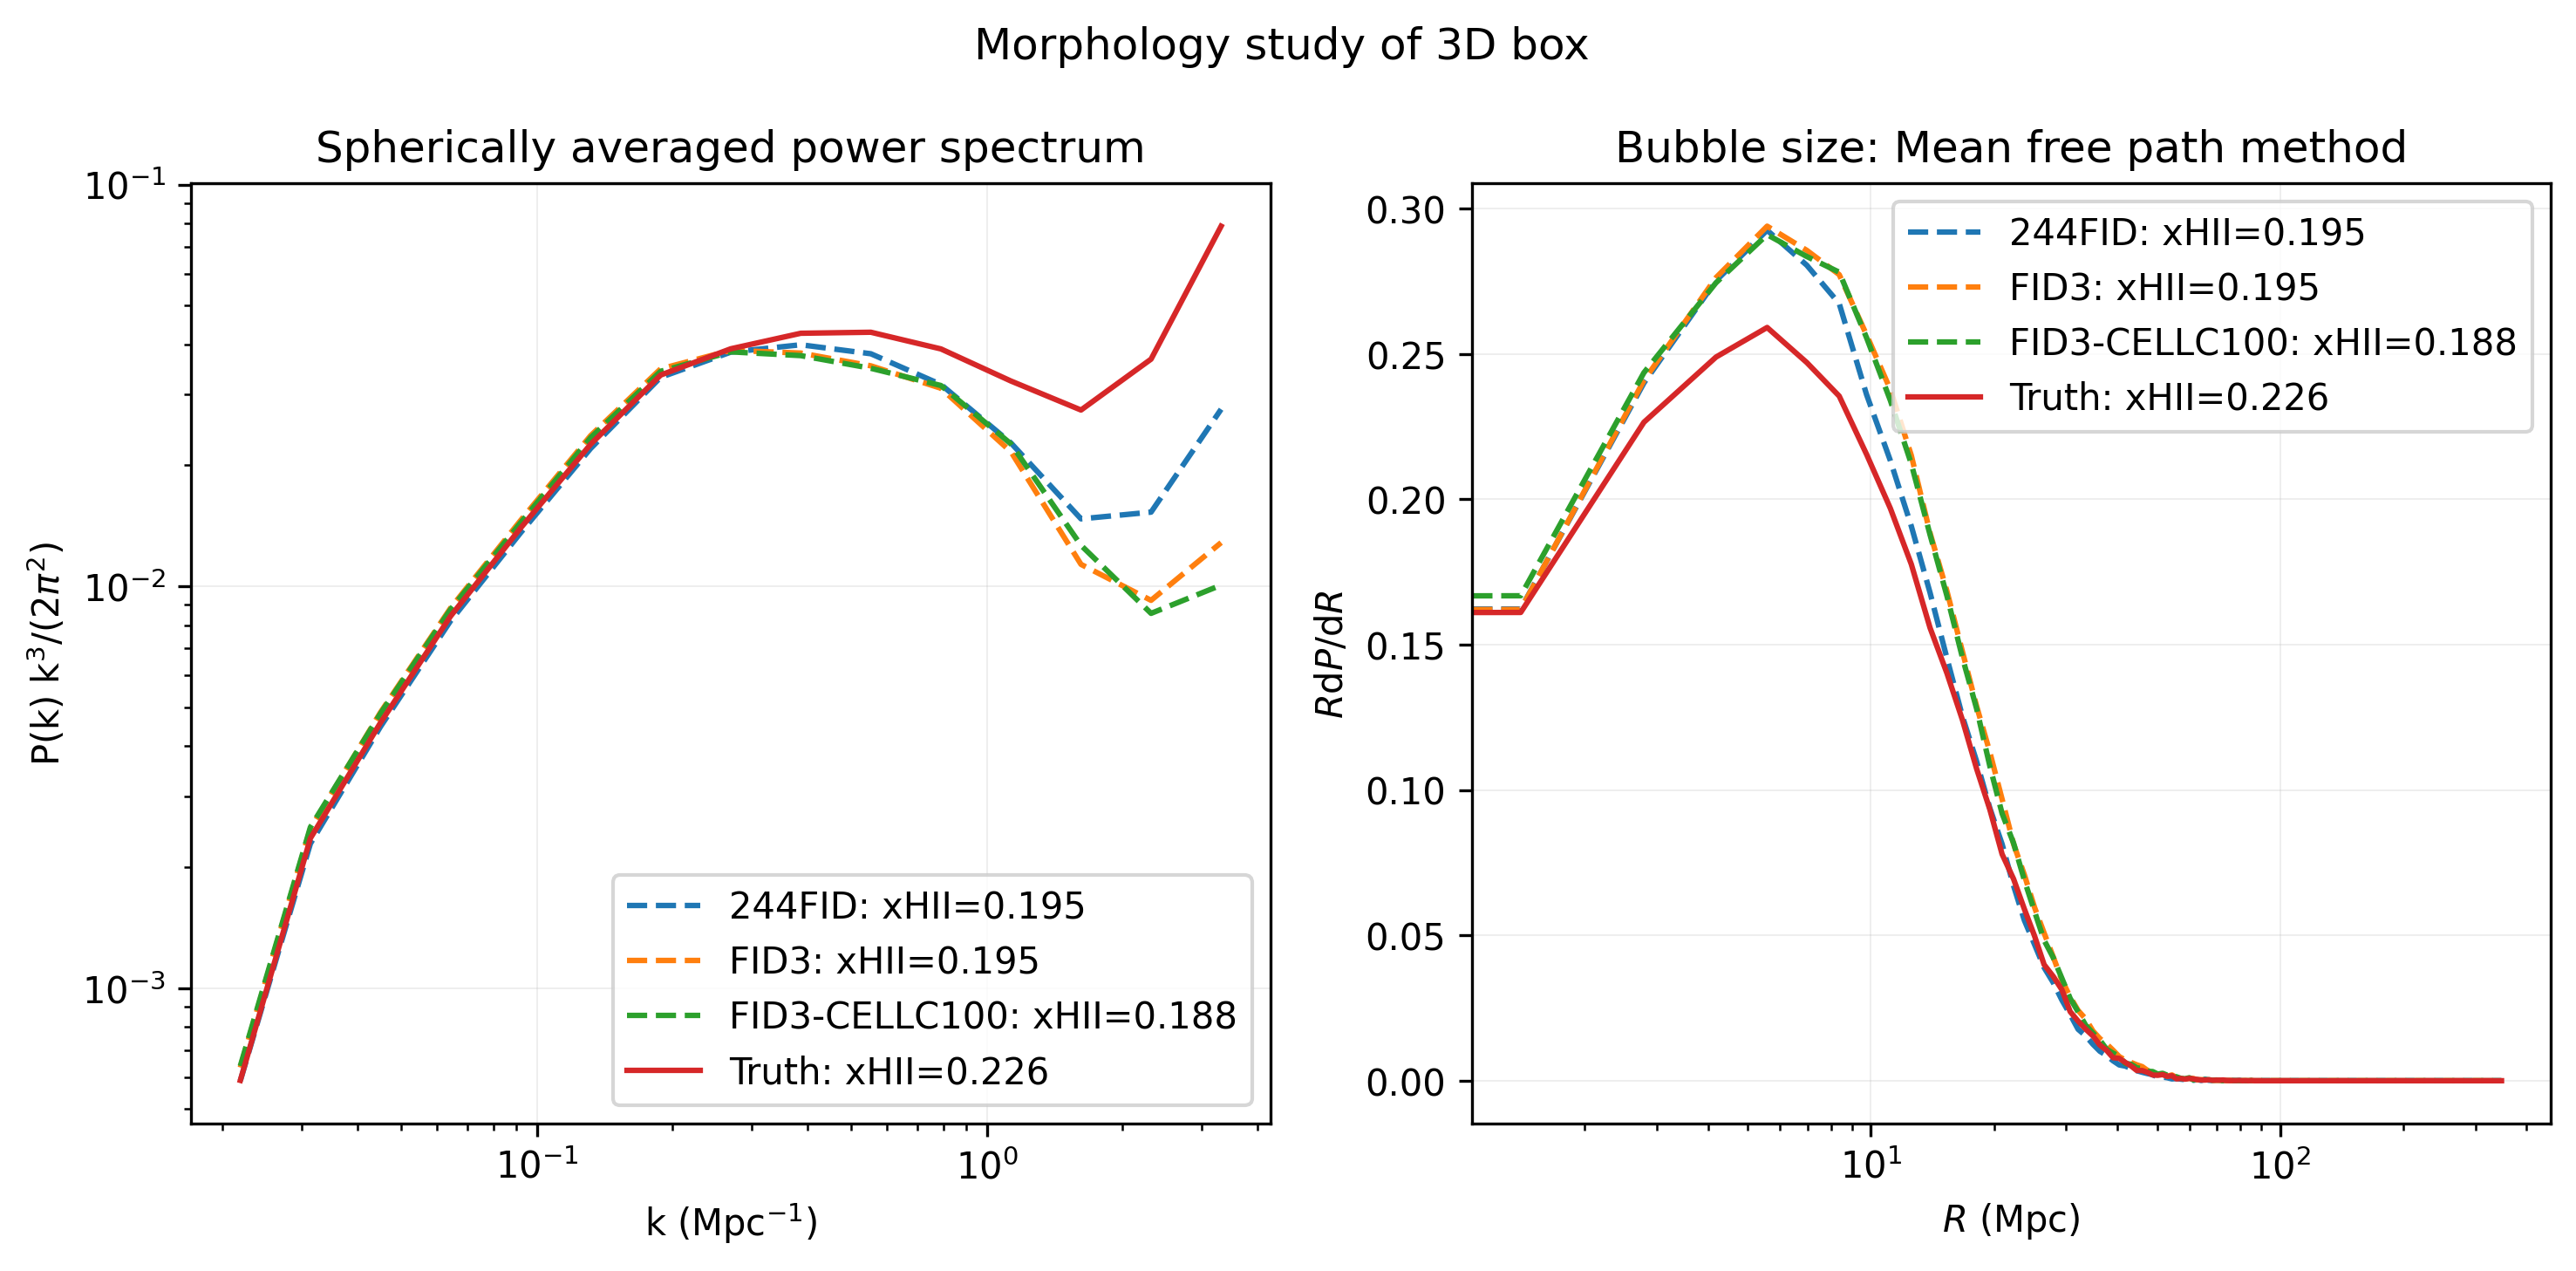 Morphology study of 3D box
Spherically averaged power spectrum
P(k) k³/(2π²)
10⁻¹
10⁻²
10⁻³
10⁻¹
10⁰
k (Mpc⁻¹)
244FID: xHII=0.195
FID3: xHII=0.195
FID3-CELLC100: xHII=0.188
Truth: xHII=0.226
Bubble size: Mean free path method
RdP/dR
0.30
0.25
0.20
0.15
0.10
0.05
0.00
10¹
10²
R (Mpc)
244FID: xHII=0.195
FID3: xHII=0.195
FID3-CELLC100: xHII=0.188
Truth: xHII=0.226